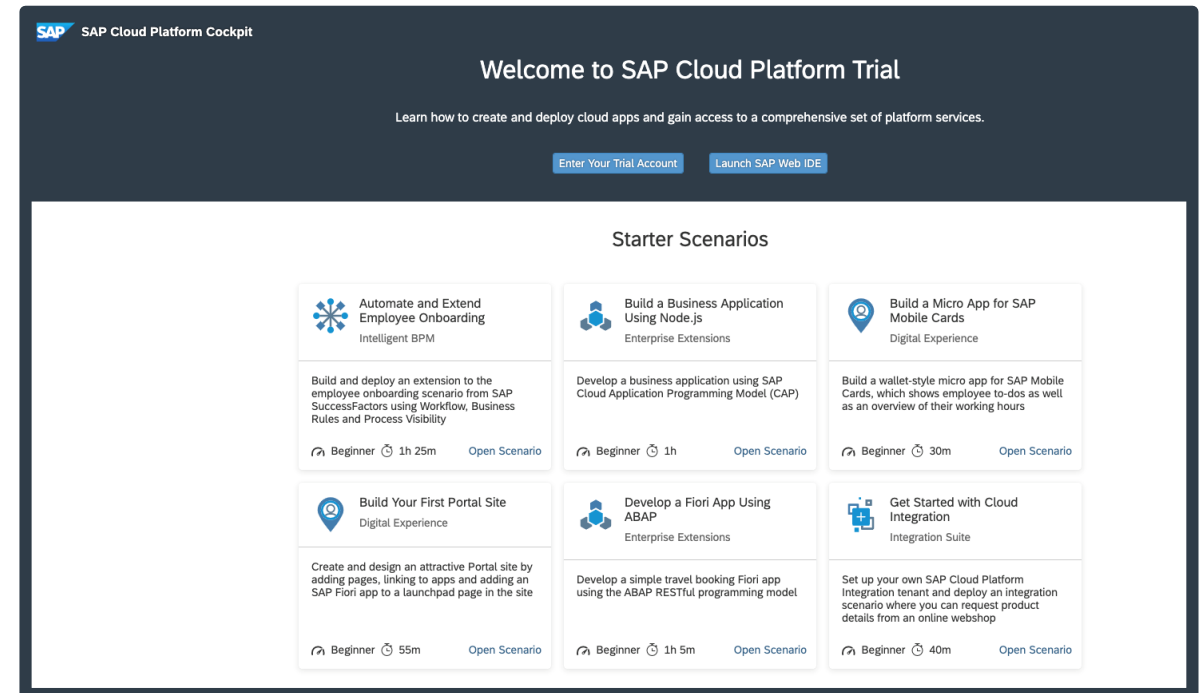 SAP SAP Cloud Platform Cockpit
Welcome to SAP Cloud Platform Trial
Learn how to create and deploy cloud apps and gain access to a comprehensive set of platform services.
Enter Your Trial Account
Launch SAP Web IDE
Starter Scenarios
Automate and Extend
Employee Onboarding
Intelligent BPM
Build and deploy an extension to the
employee onboarding scenario from SAP
SuccessFactors using Workflow, Business
Rules and Process Visibility
Beginner 1h 25m Open Scenario
Build a Business Application
Using Node.js
Enterprise Extensions
Develop a business application using SAP
Cloud Application Programming Model (CAP)
Beginner 1h Open Scenario
Build a Micro App for SAP
Mobile Cards
Digital Experience
Build a wallet-style micro app for SAP Mobile
Cards, which shows employee to-dos as well
as an overview of their working hours
Beginner 30m Open Scenario
Build Your First Portal Site
Digital Experience
Create and design an attractive Portal site by
adding pages, linking to apps and adding an
SAP Fiori app to a launchpad page in the site
Beginner 55m Open Scenario
Develop a Fiori App Using
ABAP
Enterprise Extensions
Develop a simple travel booking Fiori app
using the ABAP RESTful programming model
Beginner 1h 5m Open Scenario
Get Started with Cloud
Integration
Integration Suite
Set up your own SAP Cloud Platform
Integration tenant and deploy an integration
scenario where you can request product
details from an online webshop
Beginner 40m Open Scenario